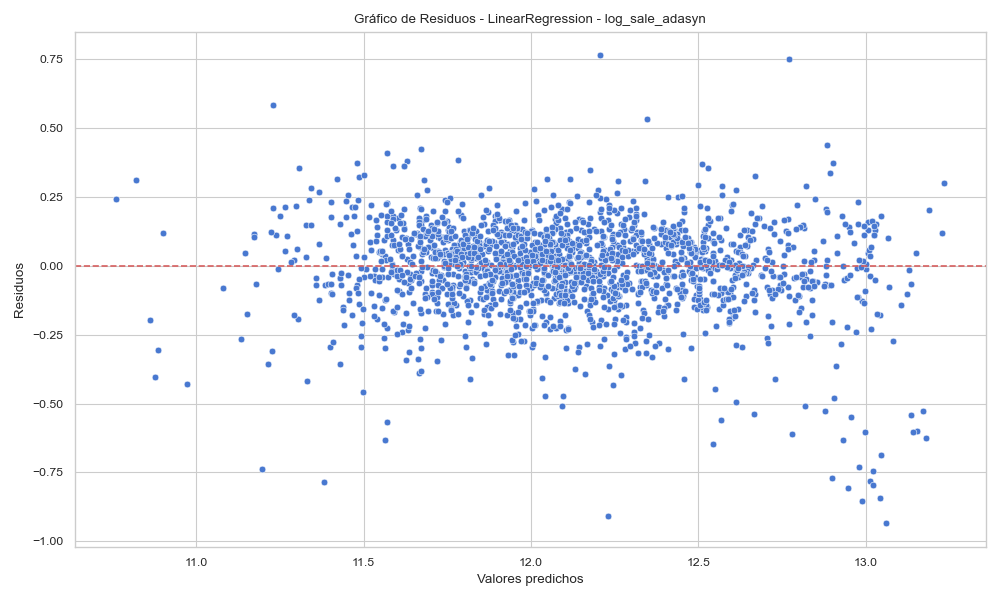 Gráfico de Residuos - LinearRegression - log_sale_adasyn
0.75
0.50
0.25
0.00
−0.25
−0.50
−0.75
−1.00
Residuos
11.0 11.5 12.0 12.5 13.0
Valores predichos